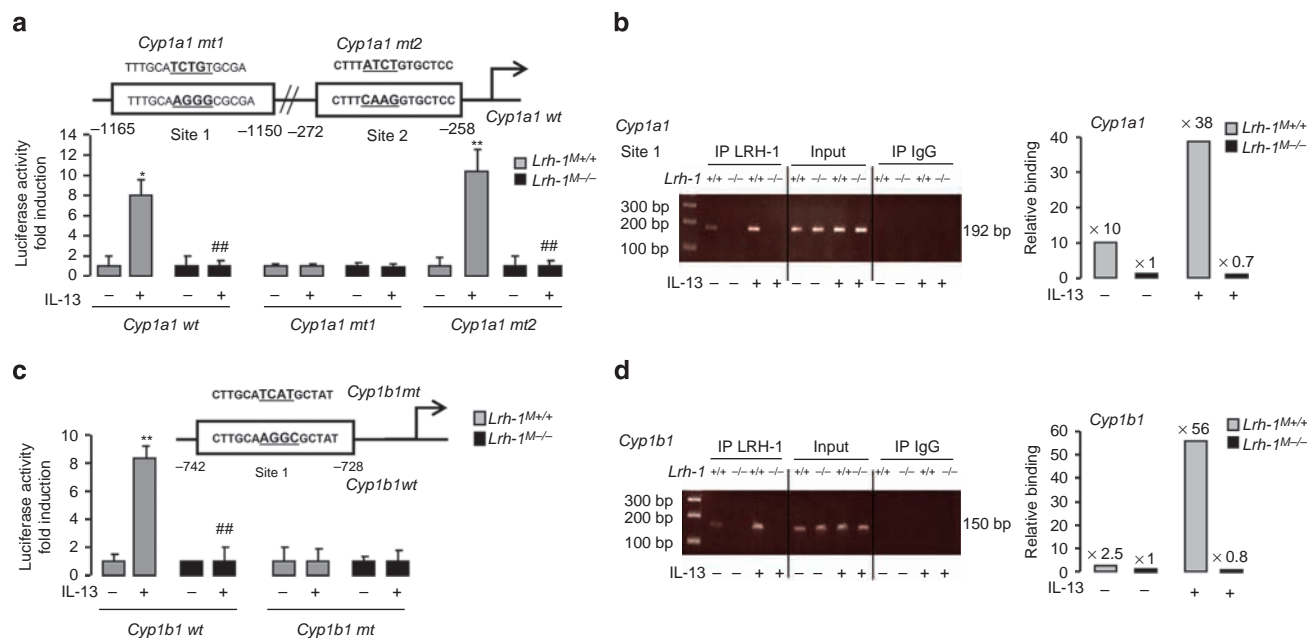 a
Cyp1a1 mt1
Cyp1a1 mt2
TTTGCATCTGTGCGA
CTTTATCTGTGCTCC
TTTGCAAGGGCGCGA
CTTTCAAGGTGCTCC
Cyp1a1 wt
–1165
Site 1
–1150
–272
Site 2
–258
Luciferase activity
fold induction
14
12
10
8
6
4
2
0
*
##
**
##
Lrh-1M+/+
Lrh-1M–/–
IL-13 – + – + – + – + – + – +
Cyp1a1 wt
Cyp1a1 mt1
Cyp1a1 mt2
b
Cyp1a1
Site 1
IP LRH-1
Input
IP IgG
Lrh-1 +/+ –/– +/+ –/– +/+ –/– +/+ –/– +/+ –/– +/+ –/–
300 bp
200 bp
100 bp
192 bp
IL-13 – – + + – – + + – – + +
Cyp1a1
Relative binding
40
30
20
10
0
× 10
× 1
× 38
× 0.7
Lrh-1M+/+
Lrh-1M–/–
IL-13 – – + +
c
CTTGCATCATGCTAT
Cyp1b1mt
CTTGCAAGGCGCTAT
–742
Site 1
–728
Cyp1b1wt
Lrh-1M+/+
Lrh-1M–/–
Luciferase activity
fold induction
10
8
6
4
2
0
**
##
IL-13 – + – + – + – +
Cyp1b1 wt
Cyp1b1 mt
d
Cyp1b1
IP LRH-1
Input
IP IgG
Lrh-1 +/+ –/– +/+ –/– +/+ –/– +/+ –/– +/+ –/– +/+ –/–
300 bp
200 bp
100 bp
150 bp
IL-13 – – + + – – + + – – + +
Cyp1b1
Relative binding
60
50
40
30
20
10
0
× 2.5
×1
× 56
× 0.8
Lrh-1M+/+
Lrh-1M–/–
IL-13 – – + +